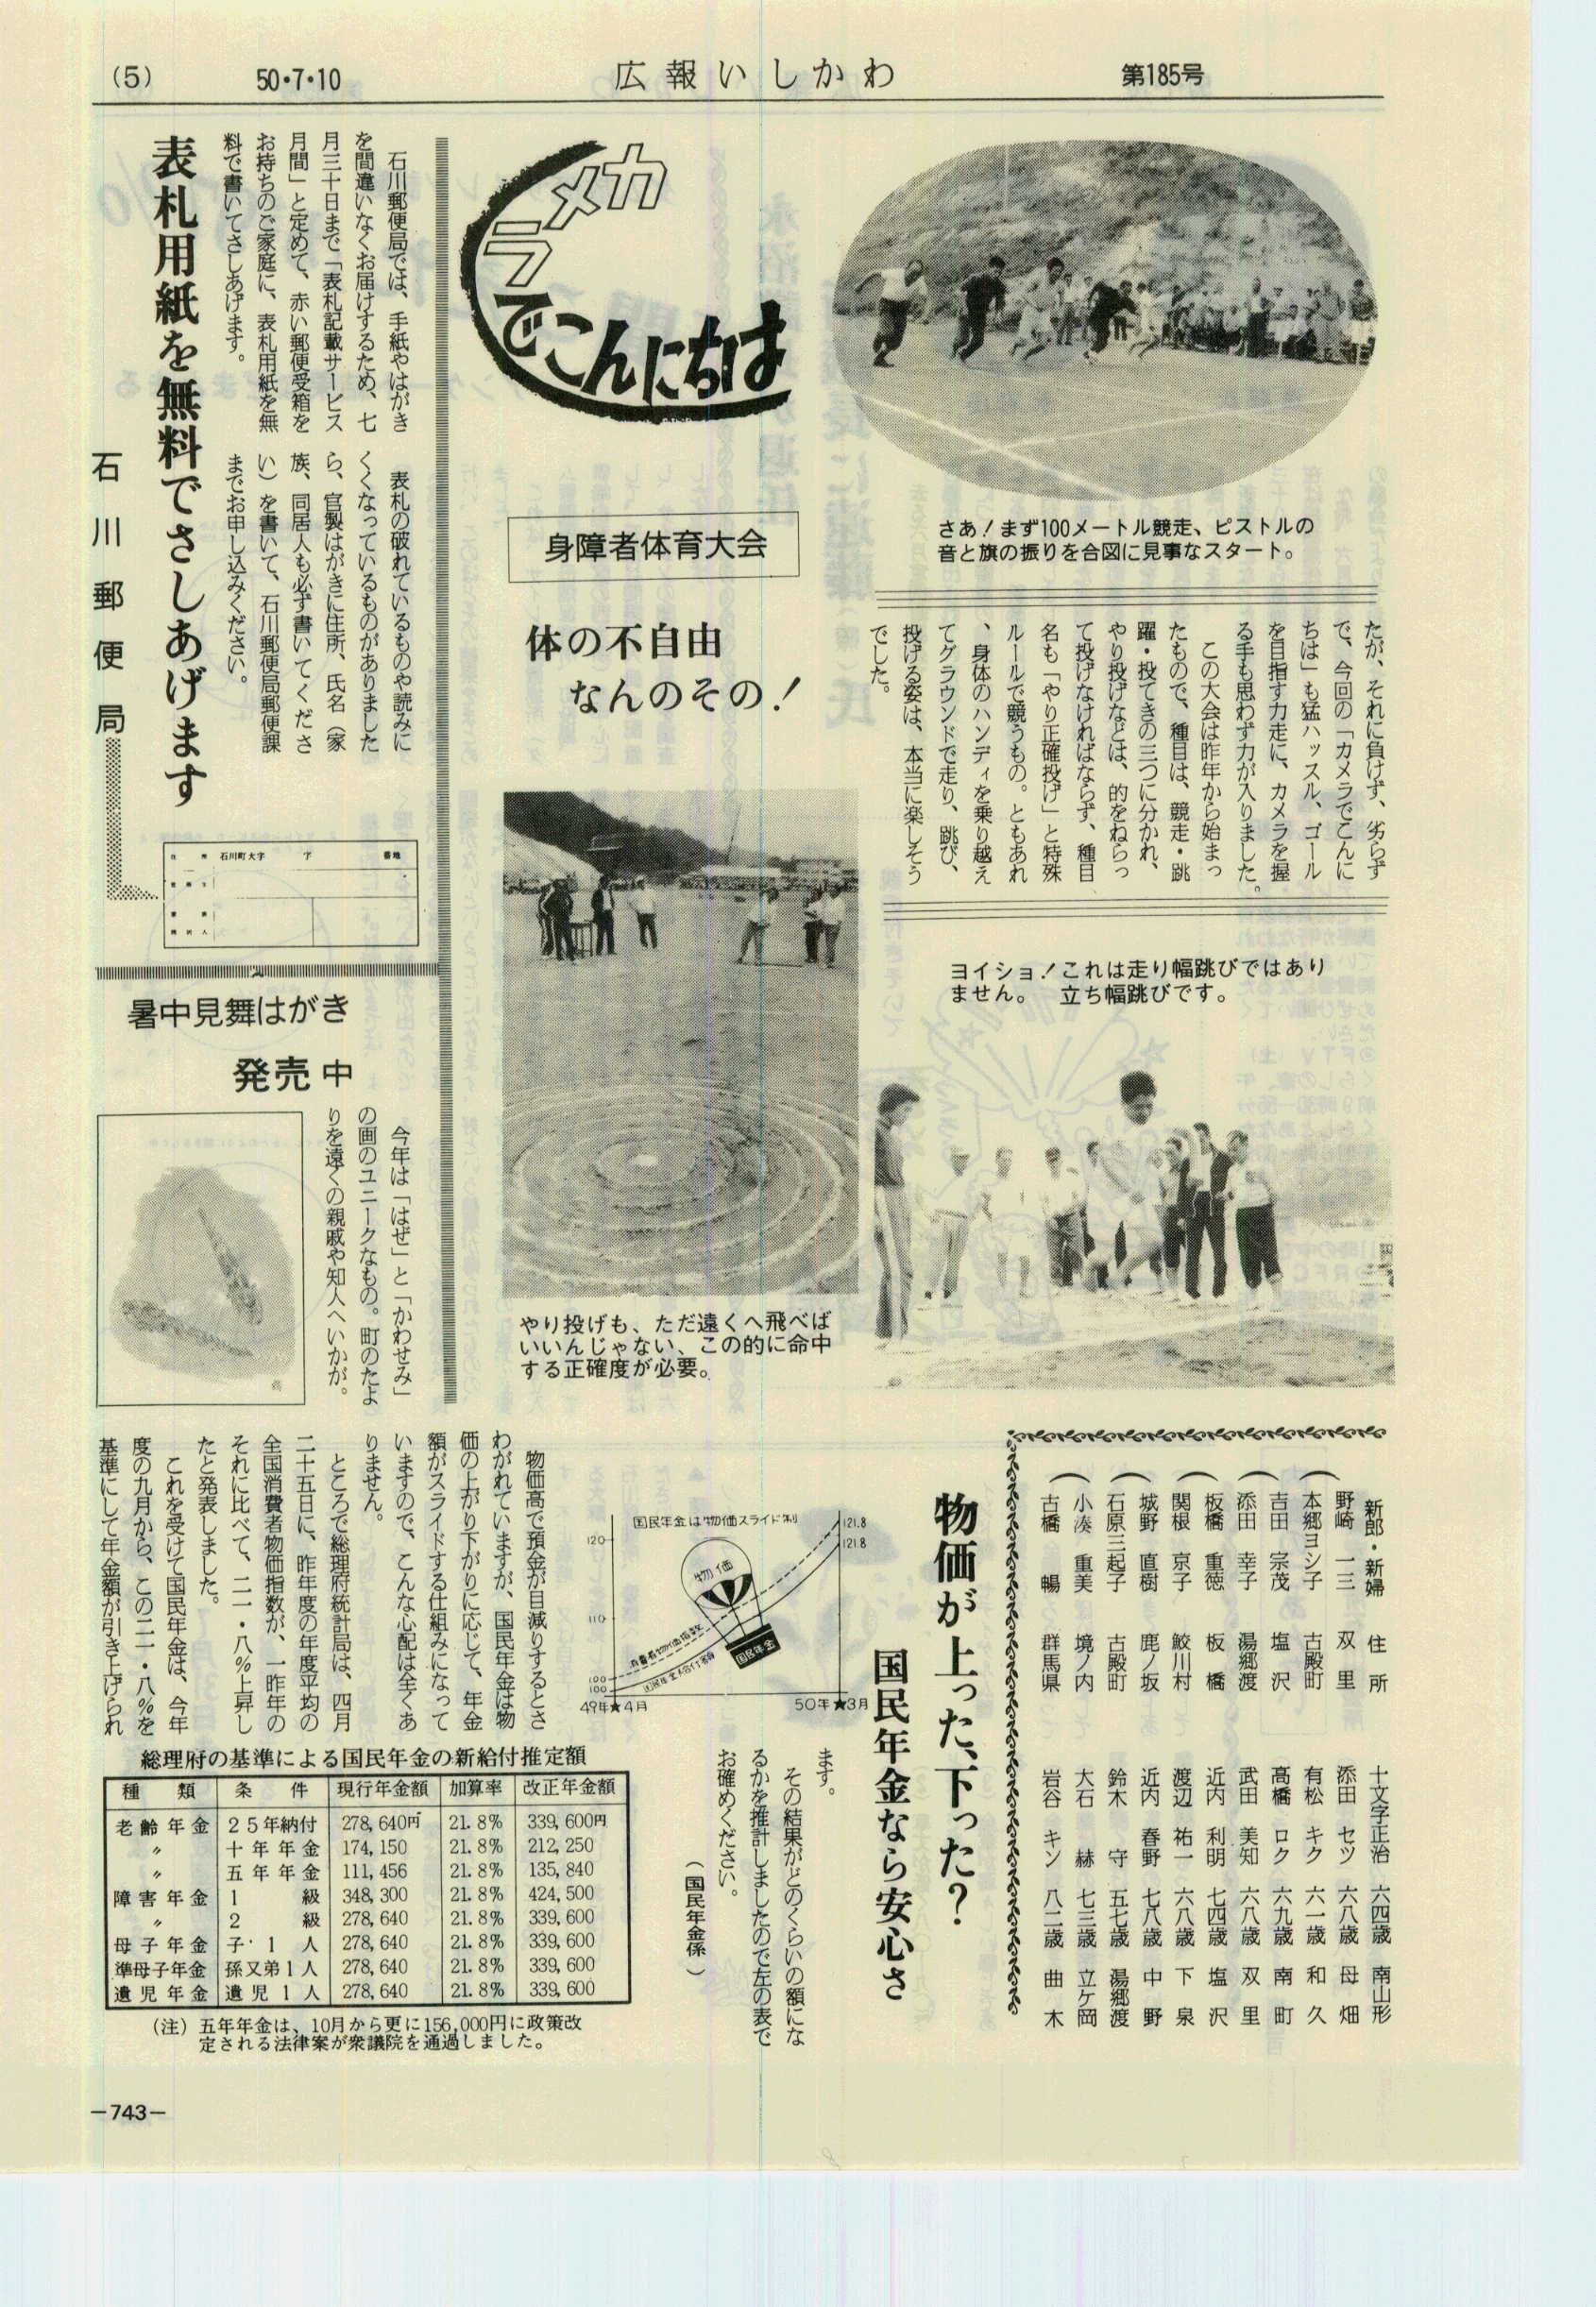 (5)
50・7・10
広報いしかわ
第185号
カメラでこんにちは
さあ！まず100メートル競走、ピストルの
音と旗の振りを合図に見事なスタート。
身障者体育大会
体の不自由
なんのその！
たが、それに負けず、劣らず
で、今回の「カメラでこんに
ちは」も猛ハッスル、ゴール
を目指す力走に、カメラを握
る手も思わず力が入りました。
この大会は昨年から始まっ
たもので、種目は、競走・跳
躍・投てきの三つに分かれ、
やり投げなどは、的をねらっ
て投げなければならず、種目
名も「やり正確投げ」と特殊
ルールで競うもの。ともあれ
、身体のハンディを乗り越え
てグラウンドで走り、跳び、
投げる姿は、本当に楽しそう
でした。
ヨイショ！これは走り幅跳びではあり
ません。　立ち幅跳びです。
やり投げも、ただ遠くへ飛べば
いいんじゃない、この的に命中
する正確度が必要。
表札用紙を無料でさしあげます
石川郵便局
石川郵便局では、手紙やはがき
を間違いなくお届けするため、七
月三十日まで「表札記載サービス
月間」と定めて、赤い郵便受箱を
お持ちのご家庭に、表札用紙を無
料で書いてさしあげます。
表札の破れているものや読みに
くくなっているものがありました
ら、官製はがきに住所、氏名（家
族、同居人も必ず書いてくださ
い）を書いて、石川郵便局郵便課
までお申し込みください。
住所 石川町大字 字 番地
暑中見舞はがき
発売中
今年は「はぜ」と「かわせみ」
の画のユニークなもの。町のたよ
りを遠くの親戚や知人へいかが。
新郎・新婦　住所
野崎　一三　双里
本郷ヨシ子　古殿町
吉田　宗茂　塩沢
添田　幸子　湯郷渡
板橋　重徳　板橋
関根　京子　鮫川村
城野　直樹　鹿ノ坂
石原三起子　古殿町
小湊　重美　境ノ内
古橋　暢　群馬県
十文字正治　六四歳　南山形
添田　セツ　六八歳　母畑
有松　キク　六一歳　和久
高橋　ロク　六九歳　南町
武田　美知　六八歳　双里
近内　利明　七四歳　塩沢
渡辺　祐一　六八歳　下泉
近内　春野　七八歳　中野
鈴木　守　五七歳　湯郷渡
大石　赫　七三歳　立ケ岡
岩谷　キン　八二歳　曲木
物価が上った、下った？
国民年金なら安心さ
国民年金は物価スライド制
120
110
100
100
121.8
121.8
物価
国民年金
消費者物価指数
国民年金給付額
49年★4月
50年★3月
物価高で預金が目減りするとさ
わがれていますが、国民年金は物
価の上がり下がりに応じて、年金
額がスライドする仕組みになって
いますので、こんな心配は全くあ
りません。
ところで総理府統計局は、四月
二十五日に、昨年度の年度平均の
全国消費者物価指数が、一昨年の
それに比べて、二一・八％上昇し
たと発表しました。
これを受けて国民年金は、今年
度の九月から、この二一・八％を
基準にして年金額が引き上げられ
ます。
その結果がどのくらいの額にな
るかを推計しましたので左の表で
お確めください。
（国民年金係）
総理府の基準による国民年金の新給付推定額
種類　条件　現行年金額　加算率　改正年金額
老齢年金　25年納付　278,640円　21.8%　339,600円
〃　十年年金　174,150　21.8%　212,250
〃　五年年金　111,456　21.8%　135,840
障害年金　1級　348,300　21.8%　424,500
〃　2級　278,640　21.8%　339,600
母子年金　子・1人　278,640　21.8%　339,600
準母子年金　孫又弟1人　278,640　21.8%　339,600
遺児年金　遺児1人　278,640　21.8%　339,600
（注）五年年金は、10月から更に156,000円に政策改
定される法律案が衆議院を通過しました。
－743－